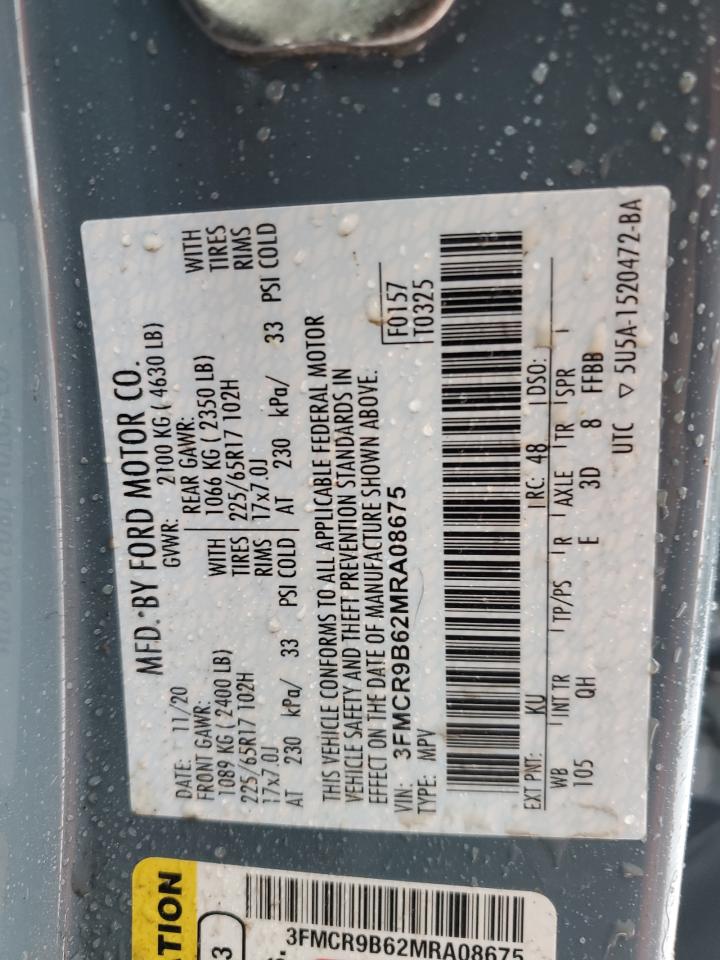 MFD. BY FORD MOTOR CO.
DATE: 11/20 GVWR: 2100 KG ( 4630 LB)
FRONT GAWR: REAR GAWR:
1089 KG ( 2400 LB) WITH 1066 KG ( 2350 LB) WITH
225/65R17 102H TIRES 225/65R17 102H TIRES
17x7.0J RIMS 17x7.0J RIMS
AT 230 kPa/ 33 PSI COLD AT 230 kPa/ 33 PSI COLD
THIS VEHICLE CONFORMS TO ALL APPLICABLE FEDERAL MOTOR
VEHICLE SAFETY AND THEFT PREVENTION STANDARDS IN
EFFECT ON THE DATE OF MANUFACTURE SHOWN ABOVE.
VIN: 3FMCR9B62MRA08675 F0157
TYPE: MPV T0325
EXT PNT: KU RC: 48 DSO:
WB INT TR TP/PS R AXLE TR SPR
105 QH E 3D 8 FFBB
UTC ▽ 5U5A-1520472-BA
ATION
3
3FMCR9B62MRA08675